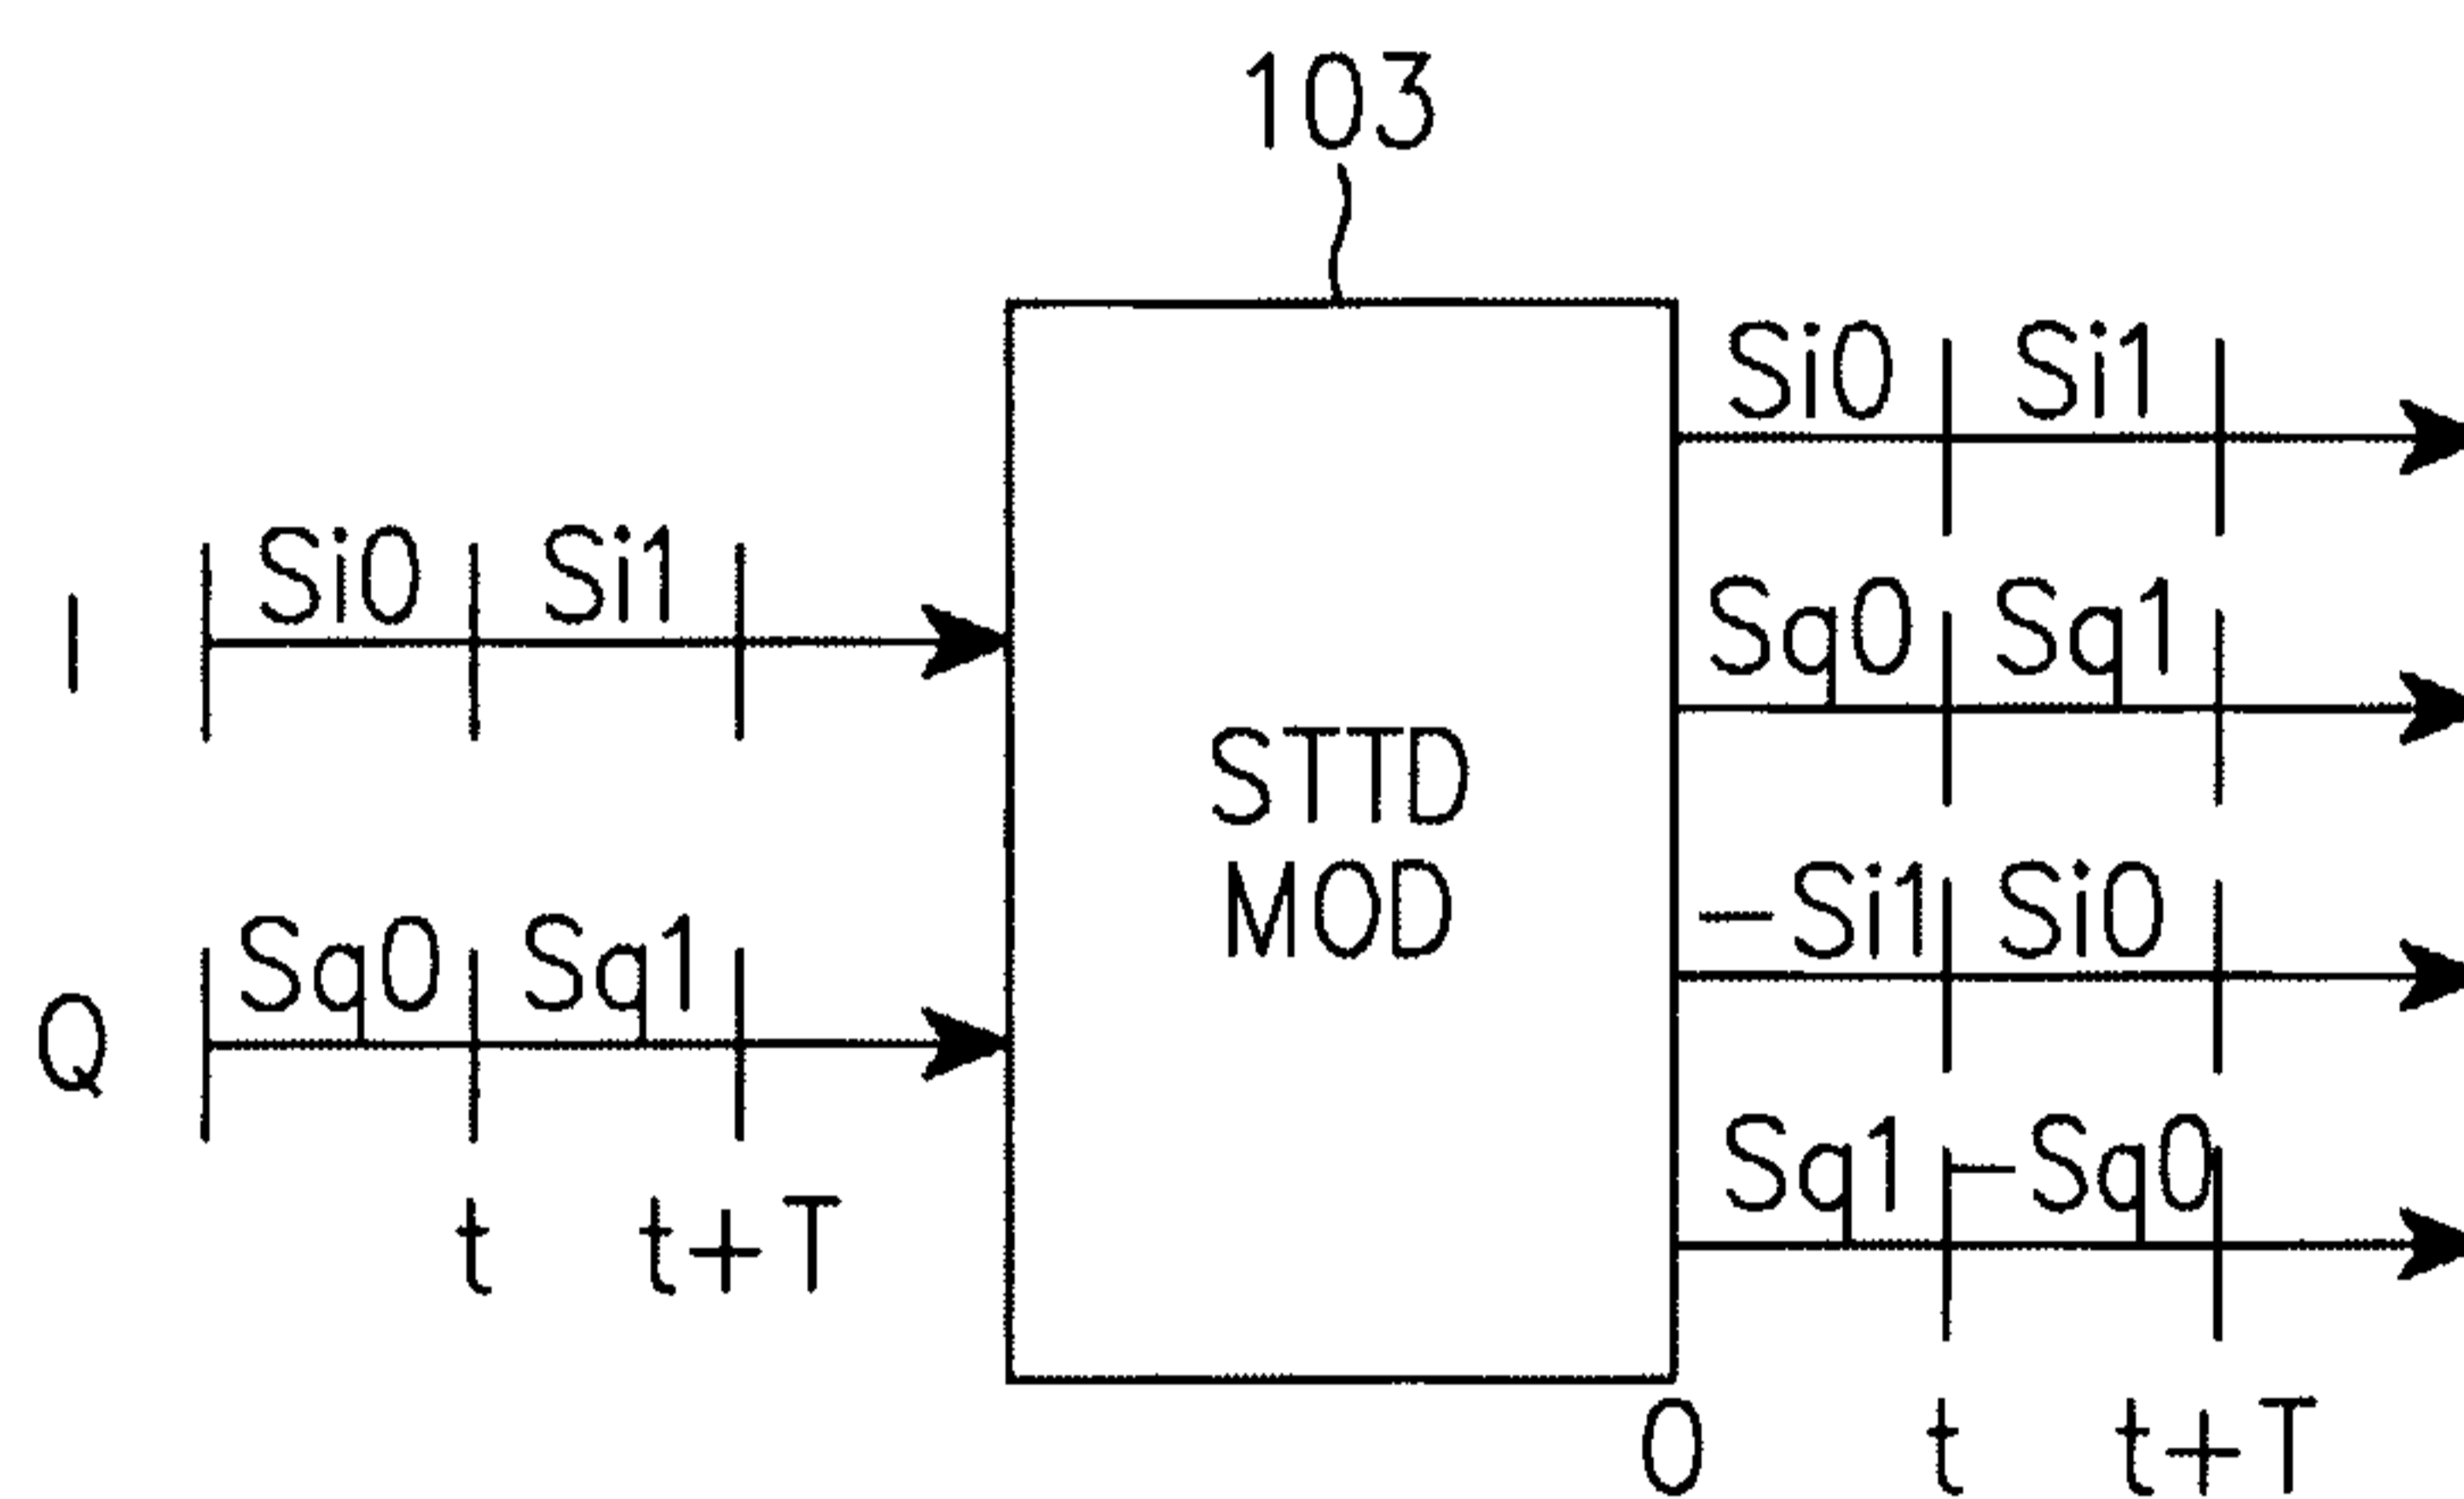 103
Si0 Si1
Si0 Si1
I
Sq0 Sq1
STTD
MOD
-Si1 Si0
Sq0 Sq1
Q
Sq1 -Sq0
t t+T
0 t t+T